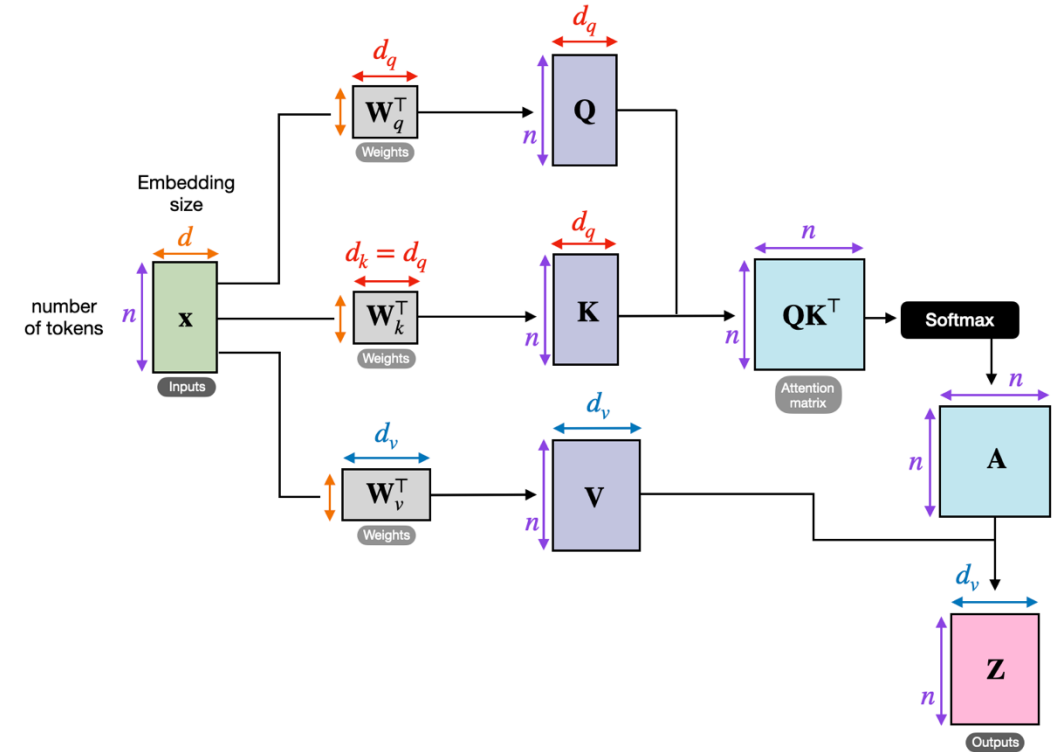 d_q
W_q^⊤
Weights
d_q
n
Q
Embedding
size
d
number
of tokens
n
x
Inputs
d_k = d_q
W_k^⊤
Weights
d_q
n
K
n
n
QK^⊤
Attention
matrix
Softmax
d_v
W_v^⊤
Weights
d_v
n
V
n
n
A
d_v
n
Z
Outputs